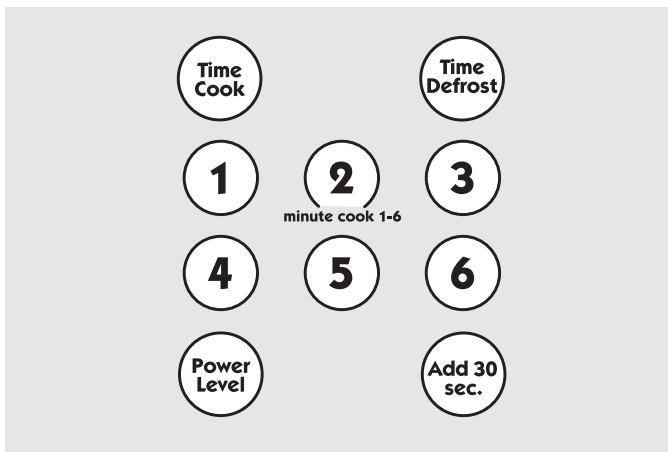 Time
Cook
Time
Defrost
1
2
3
minute cook 1-6
4
5
6
Power
Level
Add 30
sec.